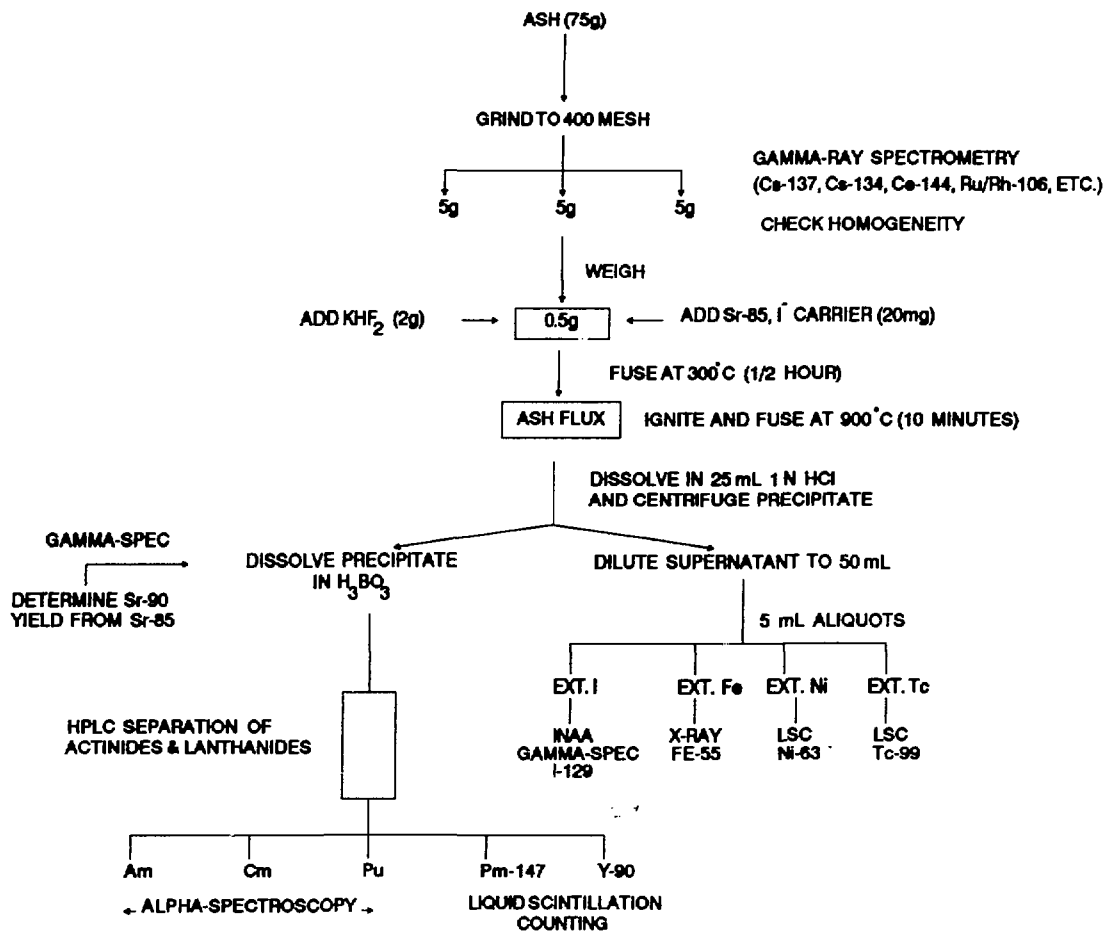 ASH (75g)
GRIND TO 400 MESH
GAMMA-RAY SPECTROMETRY
(Cs-137, Cs-134, Ce-144, Ru/Rh-106, ETC.)
5g 5g 5g
CHECK HOMOGENEITY
WEIGH
ADD KHF2 (2g)
0.5g
ADD Sr-85, I- CARRIER (20mg)
FUSE AT 300°C (1/2 HOUR)
ASH FLUX
IGNITE AND FUSE AT 900°C (10 MINUTES)
DISSOLVE IN 25 mL 1 N HCl
AND CENTRIFUGE PRECIPITATE
GAMMA-SPEC
DETERMINE Sr-90
YIELD FROM Sr-85
DISSOLVE PRECIPITATE
IN H3BO3
DILUTE SUPERNATANT TO 50 mL
5 mL ALIQUOTS
EXT. I EXT. Fe EXT. Ni EXT. Tc
INAA X-RAY LSC LSC
GAMMA-SPEC FE-55 Ni-63 Tc-99
I-129
HPLC SEPARATION OF
ACTINIDES & LANTHANIDES
Am Cm Pu Pm-147 Y-90
ALPHA-SPECTROSCOPY
LIQUID SCINTILLATION
COUNTING